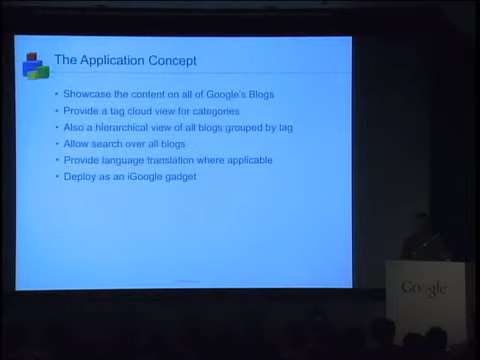 The Application Concept
• Showcase the content on all of Google's Blogs
• Provide a tag cloud view for categories
• Also a hierarchical view of all blogs grouped by tag
• Allow search over all blogs
• Provide language translation where applicable
• Deploy as an iGoogle gadget
Google